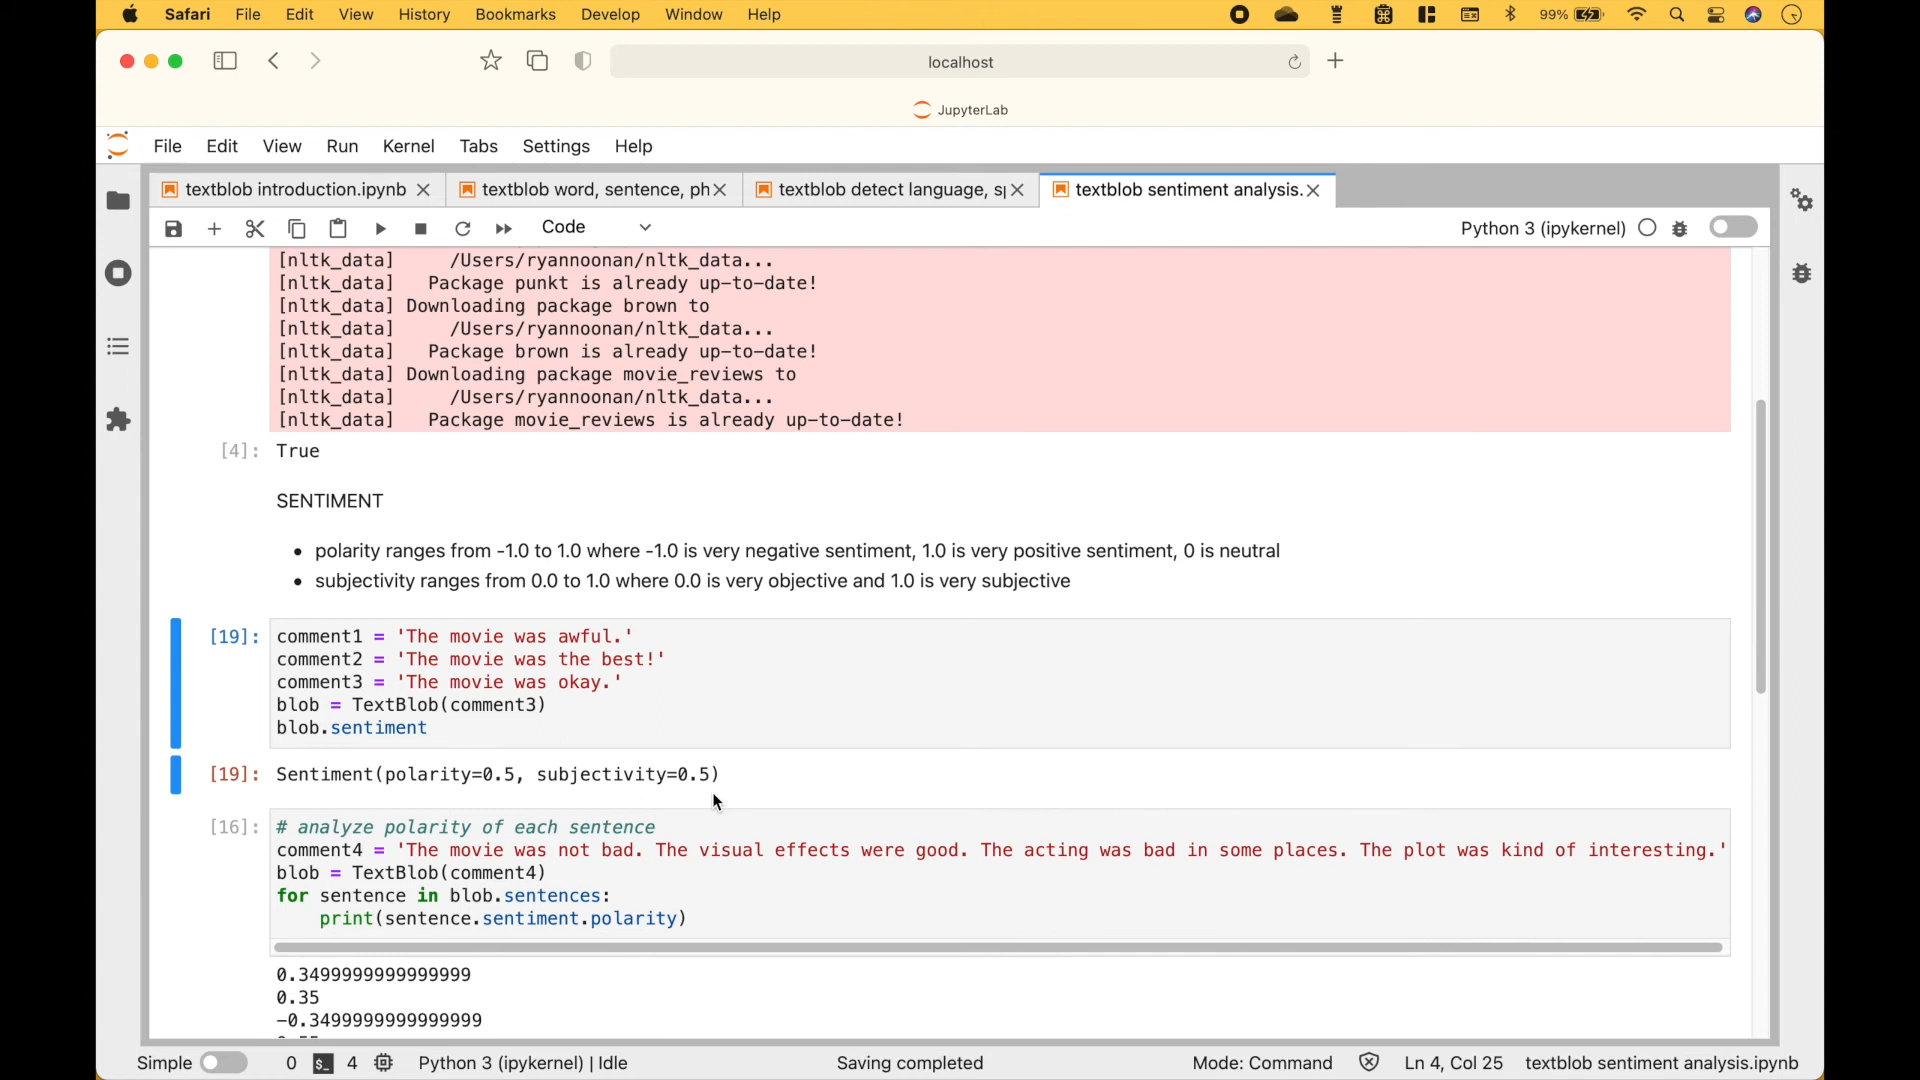 Safari File Edit View History Bookmarks Develop Window Help 99%
localhost
JupyterLab
File Edit View Run Kernel Tabs Settings Help
textblob introduction.ipynb textblob word, sentence, ph textblob detect language, sp textblob sentiment analysis.
Code Python 3 (ipykernel)
[nltk_data]     /Users/ryannoonan/nltk_data...
[nltk_data]   Package punkt is already up-to-date!
[nltk_data] Downloading package brown to
[nltk_data]     /Users/ryannoonan/nltk_data...
[nltk_data]   Package brown is already up-to-date!
[nltk_data] Downloading package movie_reviews to
[nltk_data]     /Users/ryannoonan/nltk_data...
[nltk_data]   Package movie_reviews is already up-to-date!
[4]: True
SENTIMENT
• polarity ranges from -1.0 to 1.0 where -1.0 is very negative sentiment, 1.0 is very positive sentiment, 0 is neutral
• subjectivity ranges from 0.0 to 1.0 where 0.0 is very objective and 1.0 is very subjective
[19]: comment1 = 'The movie was awful.'
comment2 = 'The movie was the best!'
comment3 = 'The movie was okay.'
blob = TextBlob(comment3)
blob.sentiment
[19]: Sentiment(polarity=0.5, subjectivity=0.5)
[16]: # analyze polarity of each sentence
comment4 = 'The movie was not bad. The visual effects were good. The acting was bad in some places. The plot was kind of interesting.'
blob = TextBlob(comment4)
for sentence in blob.sentences:
    print(sentence.sentiment.polarity)
0.3499999999999999
0.35
-0.3499999999999999
Simple 0 $_ 4 Python 3 (ipykernel) | Idle Saving completed Mode: Command Ln 4, Col 25 textblob sentiment analysis.ipynb